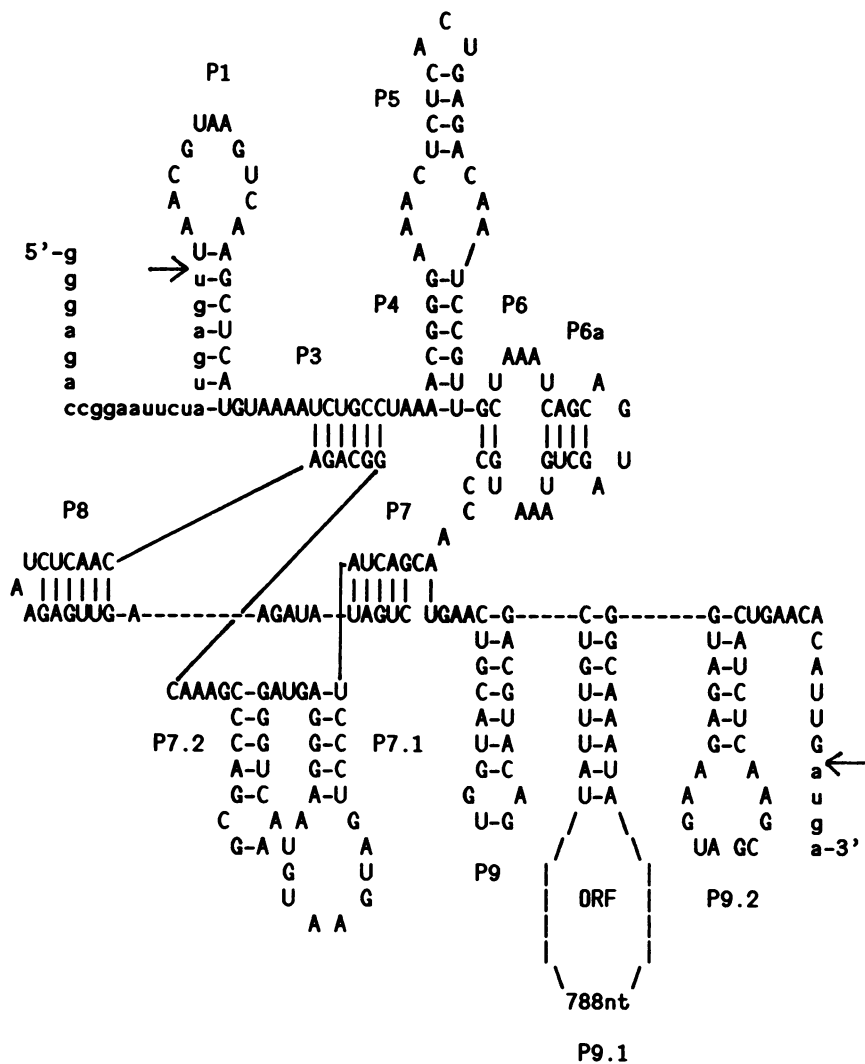 C
A U
P1 C-G
P5 U-A
UAA C-G
G G U A
C U C C
A C A A
A A A A
5'-g U-A A /
g u-A G-U
g g-C P4 G-C P6
a a-U G-C P6a
g g-C P3 C-G AAA
a u-A A-U U U A
ccggaauucua-UGUAAAAUCUGCCUAAA-U-GC CAGC G
|||||| || ||||
AGACGG CG GUCG U
P8 P7 C U U A
C AAA
A
UCUCAAC AUCAGCA
A |||||| ||||| |
AGAGUUG-A--------AGAUA--UAGUC UGAAC-G-----C-G-------G-CUGAACA
U-A U-G U-A C
C-G G-C G-U A
CAAAGC-GAUGA-U G-C U-A A-C U
C-G G-C U-G A-U G-U U
P7.2 C-G G-C P7.1 A-U U-A A-U G
A-U G-C U-A U-A G-C a
G-C G-C G-C A-U A A u
C A A A-U G A U-A A A g
G-A U G U-G / \ G G a-3'
G A P9 UA GC
U U ORF P9.2
A A G
788nt
P9.1